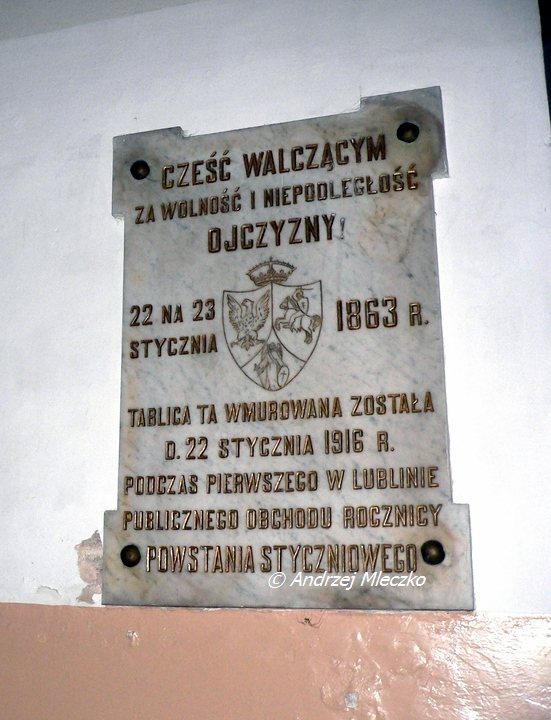 CZEŚĆ WALCZĄCYM
ZA WOLNOŚĆ I NIEPODLEGŁOŚĆ
OJCZYZNY!
22 NA 23 1863 R.
STYCZNIA
TABLICA TA WMUROWANA ZOSTAŁA
D. 22 STYCZNIA 1916 R.
PODCZAS PIERWSZEGO W LUBLINIE
PUBLICZNEGO OBCHODU ROCZNICY
POWSTANIA STYCZNIOWEGO
© Andrzej Mleczko